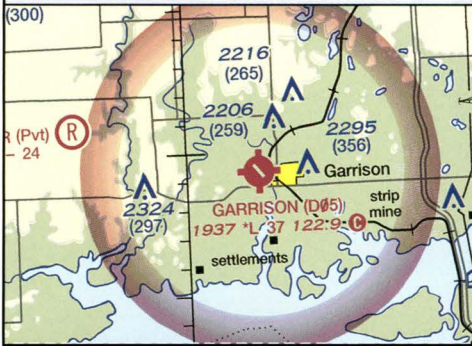 (300)
2216
(265)
2206
(259)
2295
(356)
R (Pvt)
- 24
R
Garrison
2324
(297)
GARRISON (DØ5)
1937 *L 37 122.9 C
strip
mine
settlements